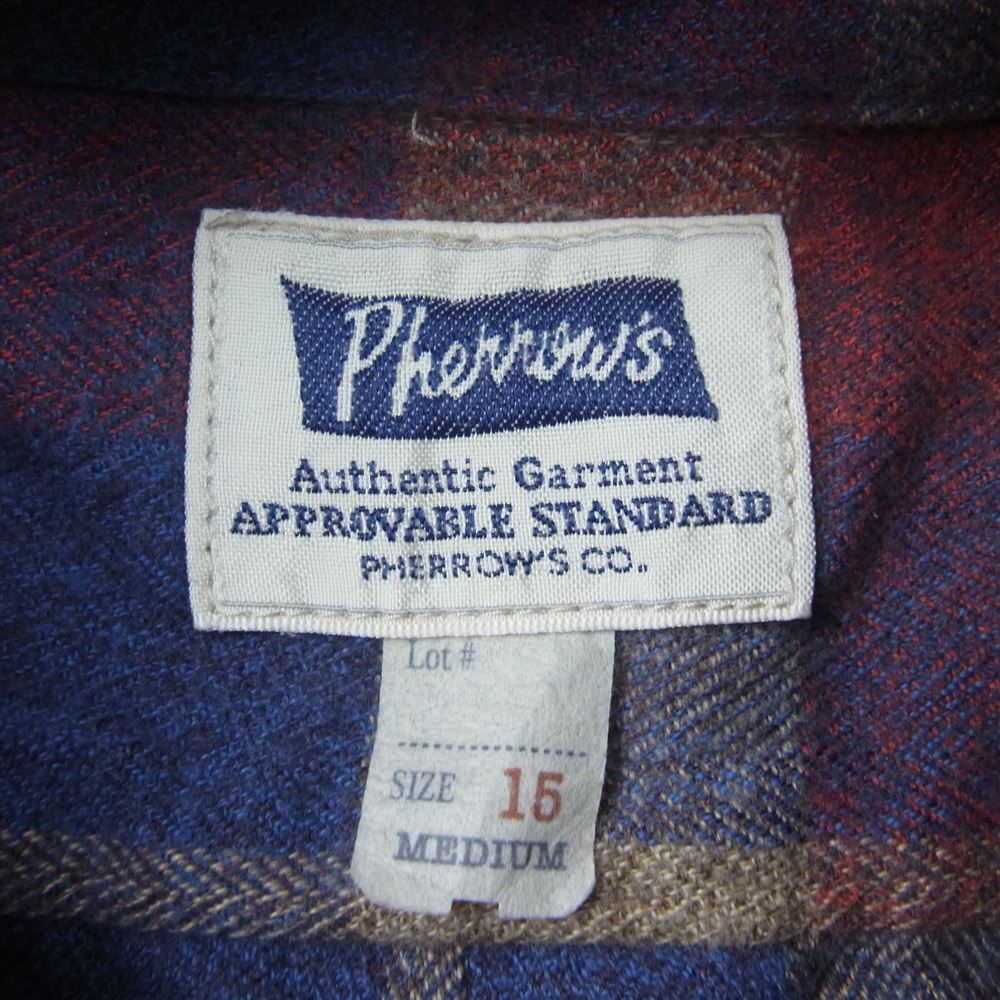 Pherrow's
Authentic Garment
APPROVABLE STANDARD
PHERROW'S CO.
Lot #
SIZE 15
MEDIUM